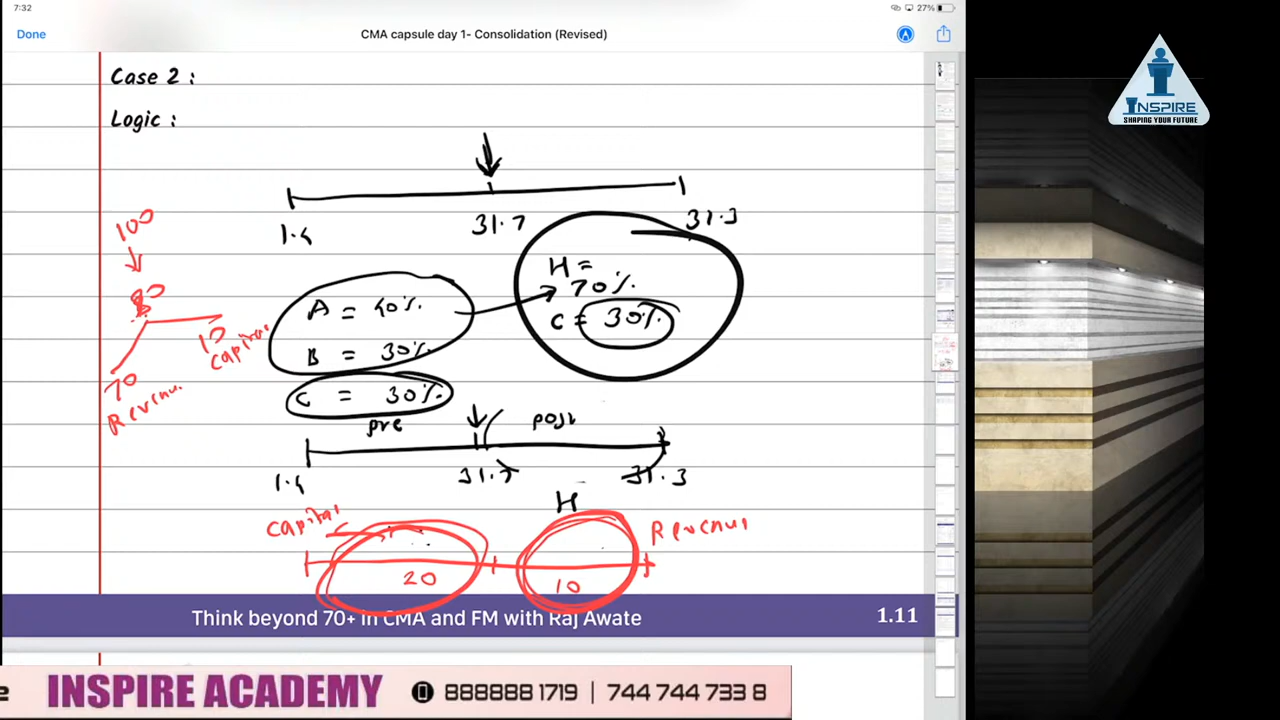 7:32
27%
Done
CMA capsule day 1- Consolidation (Revised)
INSPIRE
SHAPING YOUR FUTURE
Case 2 :
Logic :
1.4
31.7
31.3
100
80
10
Capital
70
Revenu.
A = 40%.
B = 30%.
C = 30%.
H =
70%.
C = 30%.
pre
post
1.4
31.7
31.3
H
Capital
Revenue
20
10
Think beyond 70+ in CMA and FM with Raj Awate
1.11
e
INSPIRE ACADEMY
888888 1719 | 744 744 733 8